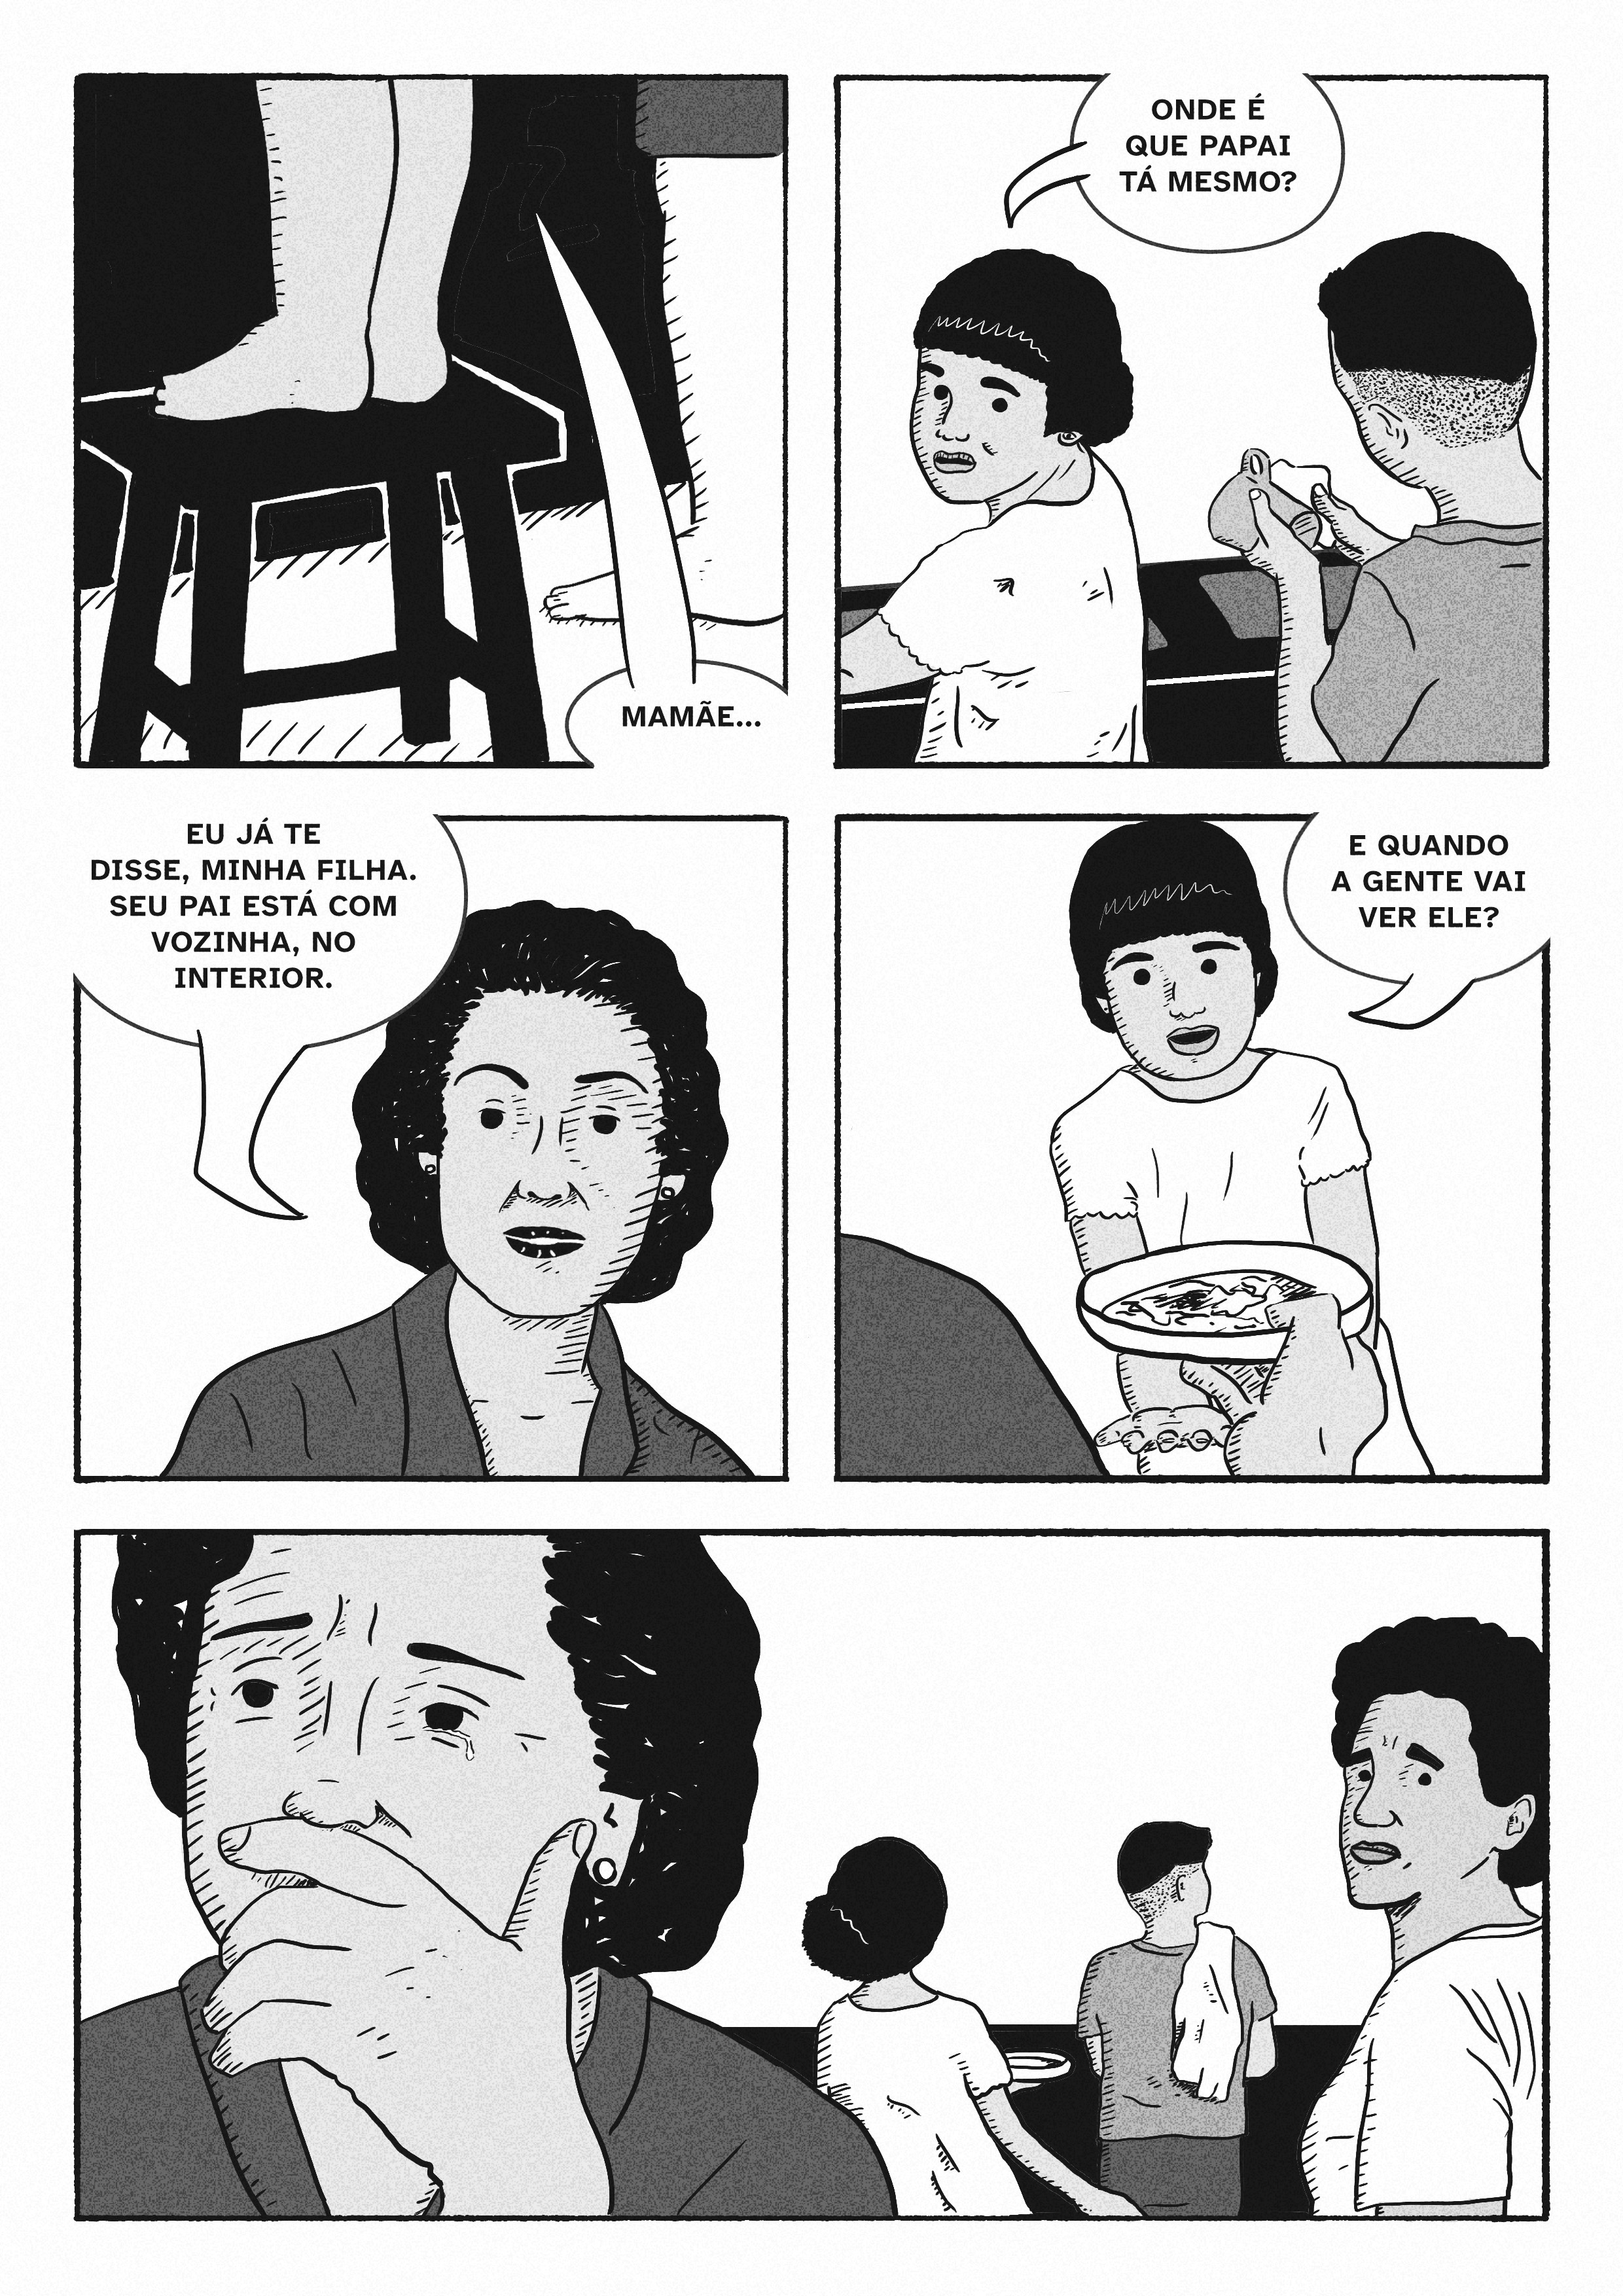 MAMÃE...
ONDE É
QUE PAPAI
TÁ MESMO?
EU JÁ TE
DISSE, MINHA FILHA.
SEU PAI ESTÁ COM
VOZINHA, NO
INTERIOR.
E QUANDO
A GENTE VAI
VER ELE?